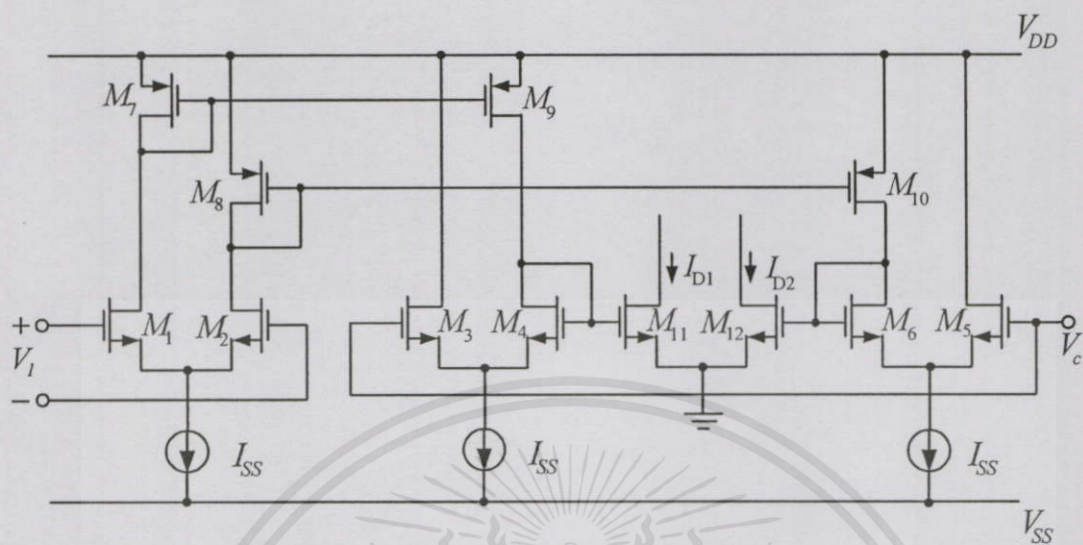 V_DD
M_7
M_9
M_8
M_10
I_D1
I_D2
+
V_I
−
M_1
M_2
M_3
M_4
M_11
M_12
M_6
M_5
V_c
I_SS
I_SS
I_SS
V_SS